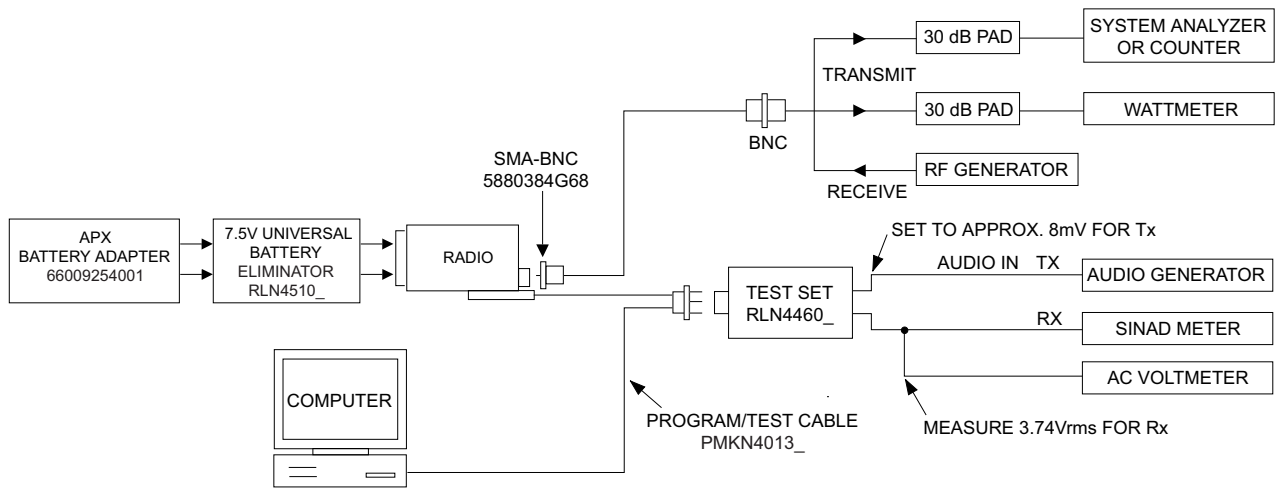 30 dB PAD
SYSTEM ANALYZER
OR COUNTER
TRANSMIT
30 dB PAD
WATTMETER
BNC
RF GENERATOR
RECEIVE
SMA-BNC
5880384G68
APX
BATTERY ADAPTER
66009254001
7.5V UNIVERSAL
BATTERY
ELIMINATOR
RLN4510_
RADIO
SET TO APPROX. 8mV FOR Tx
AUDIO IN TX
AUDIO GENERATOR
TEST SET
RLN4460_
RX
SINAD METER
AC VOLTMETER
MEASURE 3.74Vrms FOR Rx
COMPUTER
PROGRAM/TEST CABLE
PMKN4013_